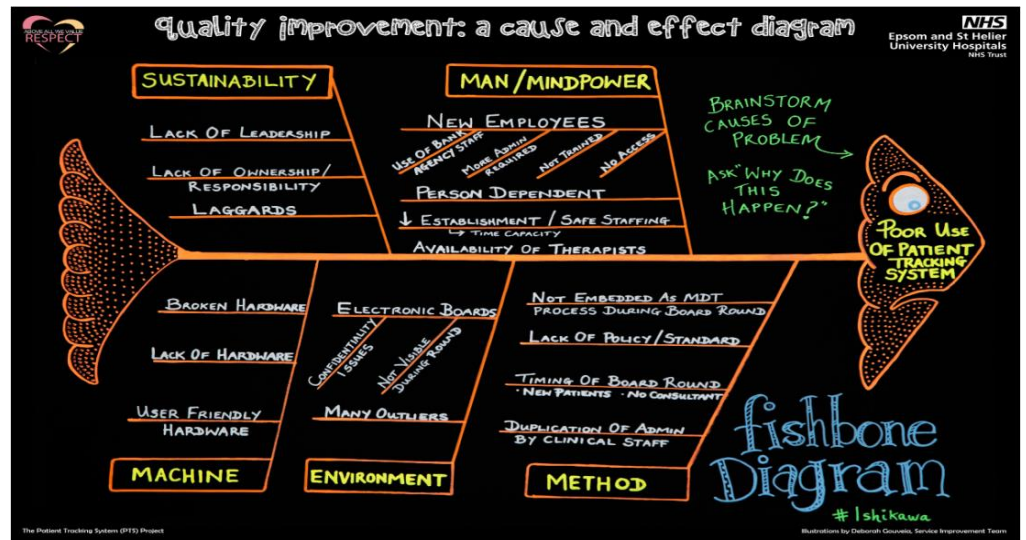 ABOVE ALL WE VALUE
RESPECT
Quality improvement: a cause and effect diagram
NHS
Epsom and St Helier
University Hospitals
NHS Trust
SUSTAINABILITY
LACK OF LEADERSHIP
LACK OF OWNERSHIP/
RESPONSIBILITY
LAGGARDS
MAN/MINDPOWER
NEW EMPLOYEES
USE OF BANK
AGENCY STAFF
MORE ADMIN
REQUIRED
NOT TRAINED
NO ACCESS
PERSON DEPENDENT
↓ ESTABLISHMENT / SAFE STAFFING
↳ TIME CAPACITY
AVAILABILITY OF THERAPISTS
BRAINSTORM
CAUSES OF
PROBLEM
ASK "WHY DOES
THIS
HAPPEN?"
POOR USE
OF PATIENT
TRACKING
SYSTEM
BROKEN HARDWARE
LACK OF HARDWARE
USER FRIENDLY
HARDWARE
MACHINE
ELECTRONIC BOARDS
CONFIDENTIALITY
ISSUES
NOT VISIBLE
DURING ROUND
MANY OUTLIERS
ENVIRONMENT
NOT EMBEDDED AS MDT
PROCESS DURING BOARD ROUND
LACK OF POLICY/STANDARD
TIMING OF BOARD ROUND
· NEW PATIENTS · NO CONSULTANT
DUPLICATION OF ADMIN
BY CLINICAL STAFF
METHOD
fishbone
Diagram
# Ishikawa
The Patient Tracking System (PTS) Project
Illustrations by Deborah Gouveia, Service Improvement Team